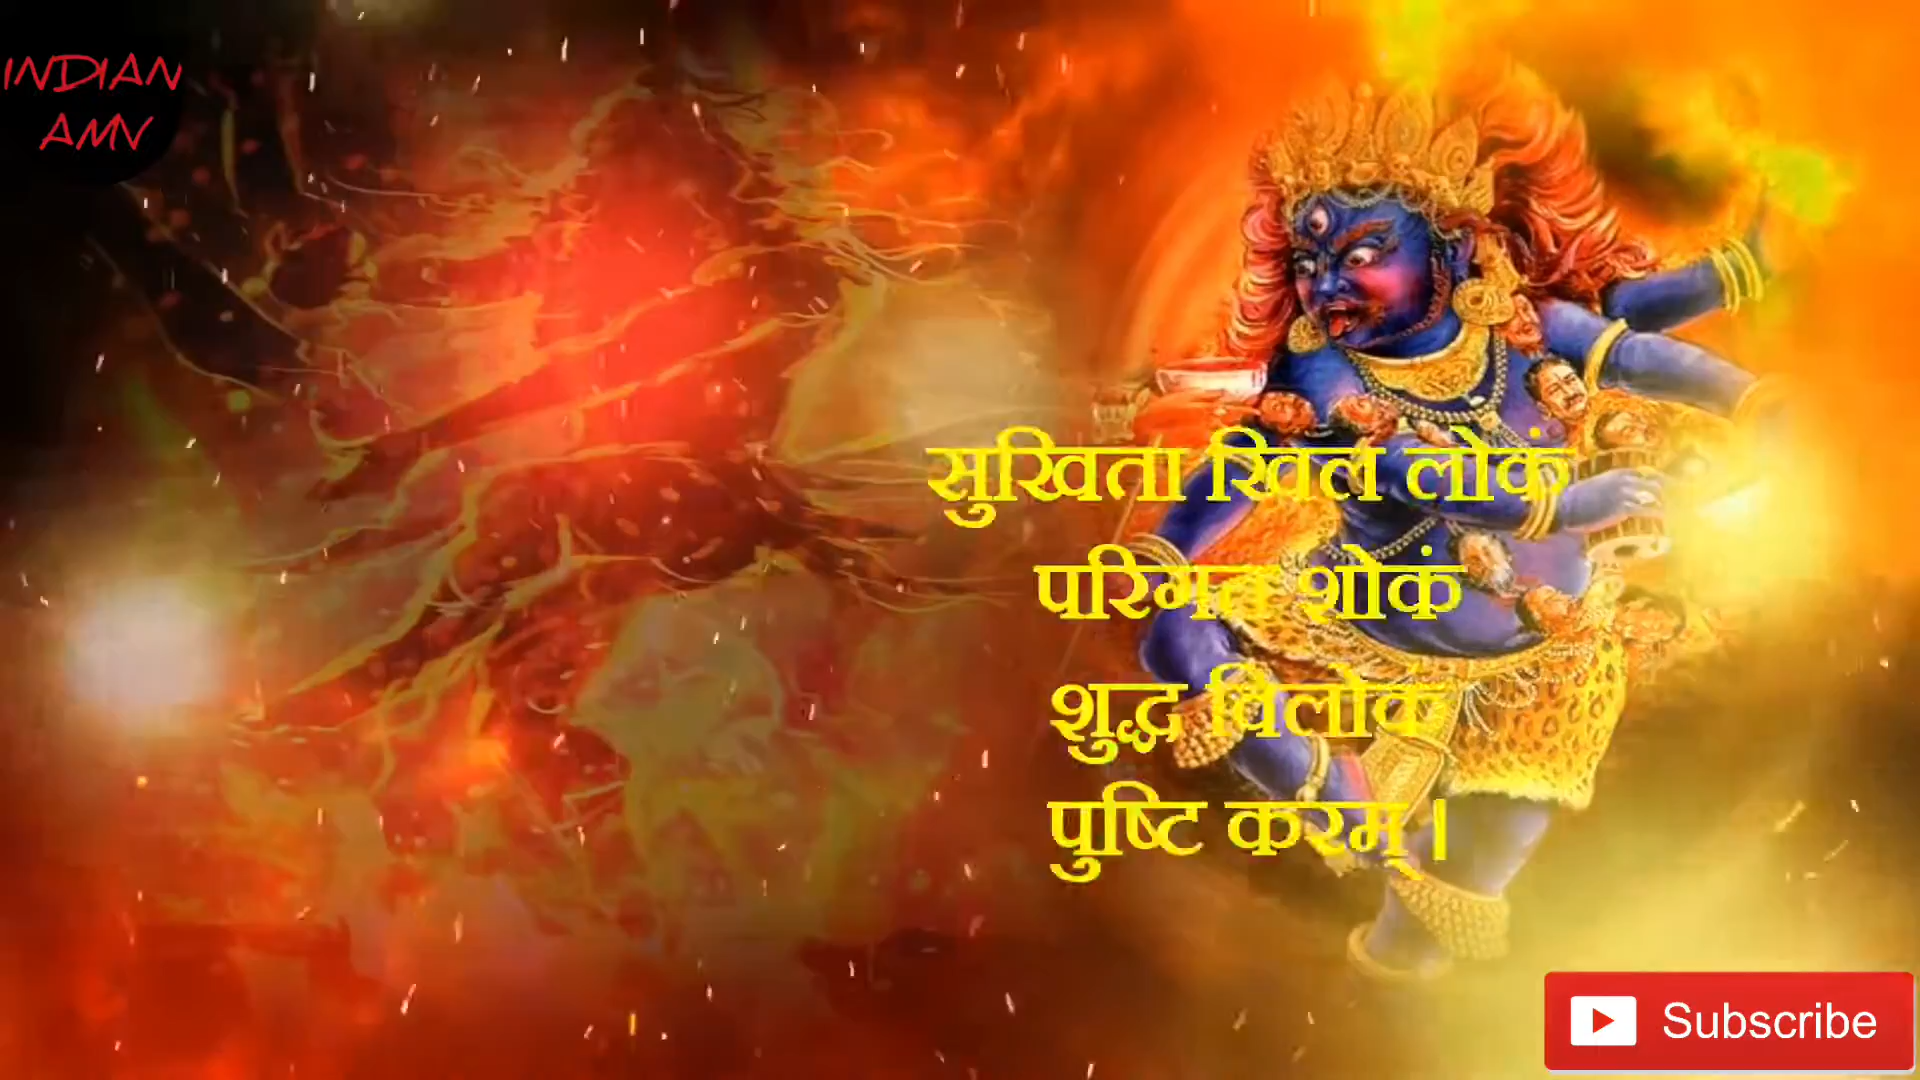 INDIAN
AMV
सुखिता खिल लोकं
परिगत शोकं
शुद्ध विलोकं
पुष्टि करम् ।
Subscribe